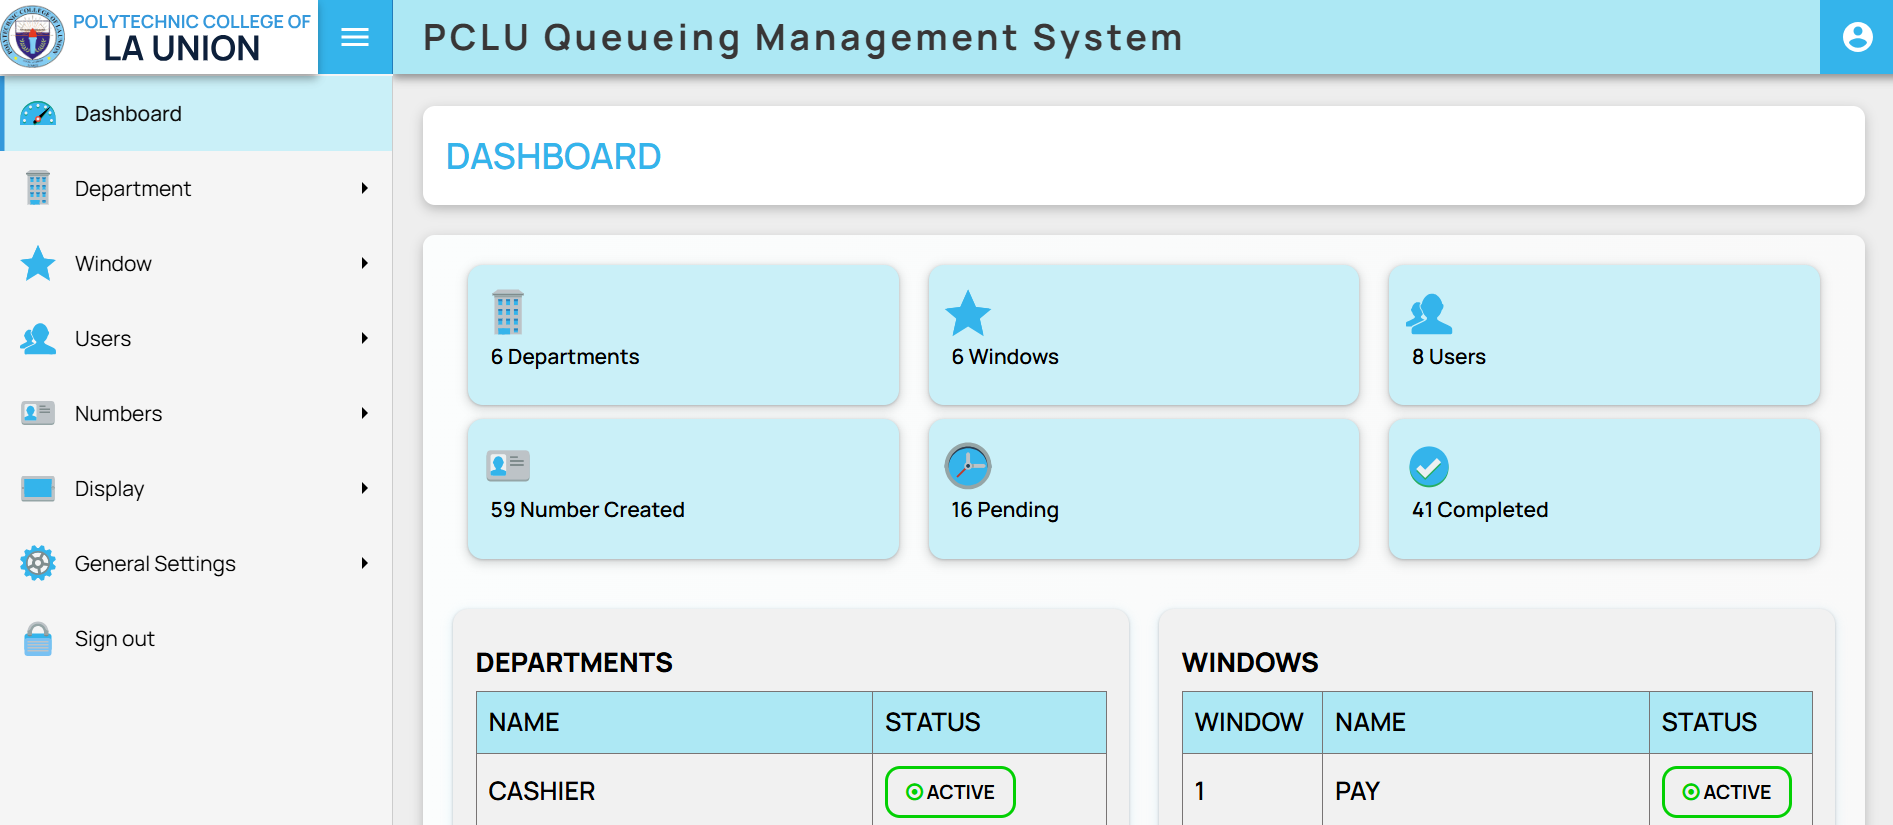 POLYTECHNIC COLLEGE OF
LA UNION
PCLU Queueing Management System
Dashboard
Department
Window
Users
Numbers
Display
General Settings
Sign out
DASHBOARD
6 Departments
6 Windows
8 Users
59 Number Created
16 Pending
41 Completed
DEPARTMENTS
NAME STATUS
CASHIER ACTIVE
WINDOWS
WINDOW NAME STATUS
1 PAY ACTIVE